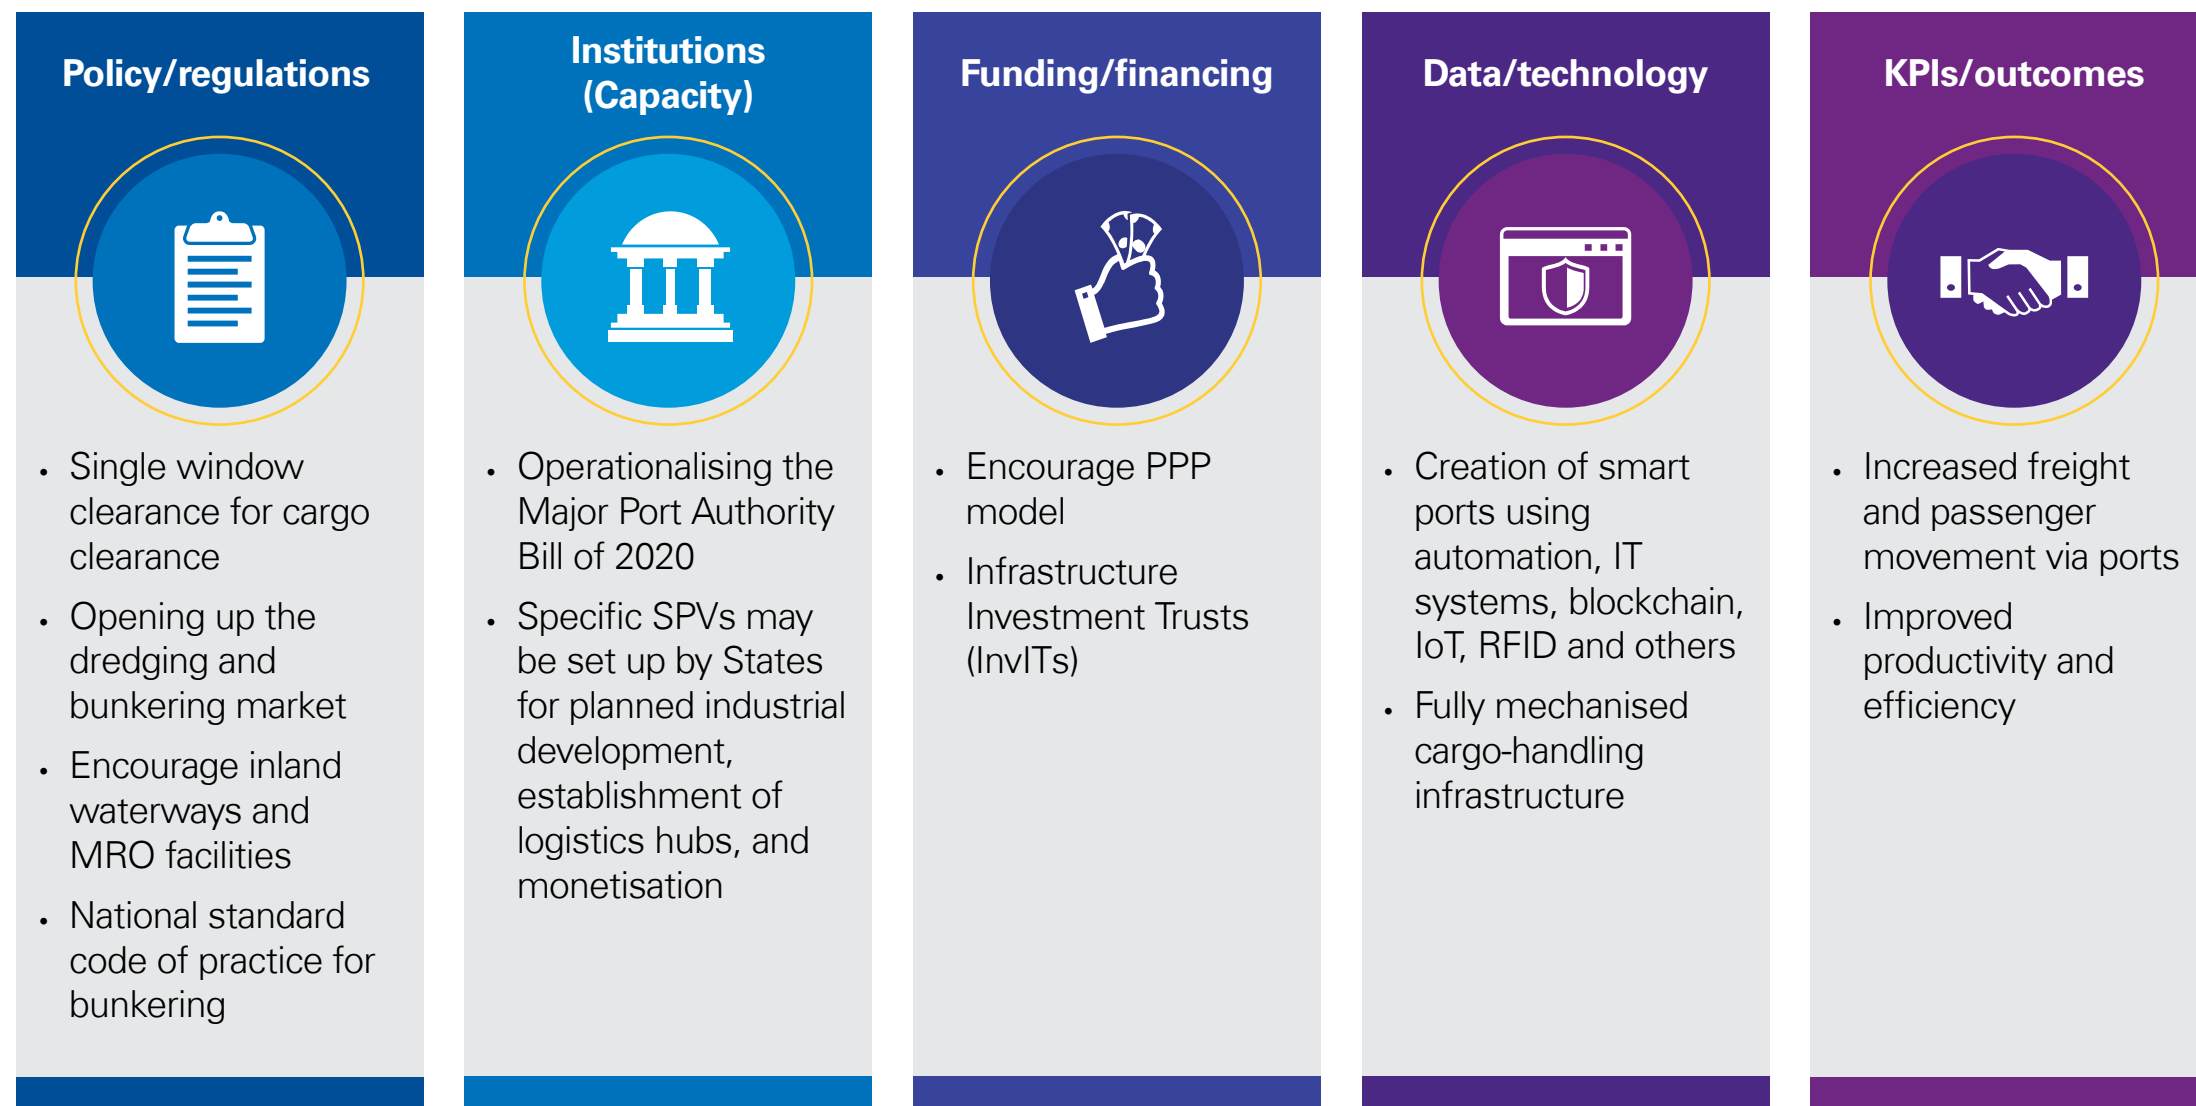 Policy/regulations
• Single window
clearance for cargo
clearance
• Opening up the
dredging and
bunkering market
• Encourage inland
waterways and
MRO facilities
• National standard
code of practice for
bunkering
Institutions
(Capacity)
• Operationalising the
Major Port Authority
Bill of 2020
• Specific SPVs may
be set up by States
for planned industrial
development,
establishment of
logistics hubs, and
monetisation
Funding/financing
• Encourage PPP
model
• Infrastructure
Investment Trusts
(InvITs)
Data/technology
• Creation of smart
ports using
automation, IT
systems, blockchain,
IoT, RFID and others
• Fully mechanised
cargo-handling
infrastructure
KPIs/outcomes
• Increased freight
and passenger
movement via ports
• Improved
productivity and
efficiency